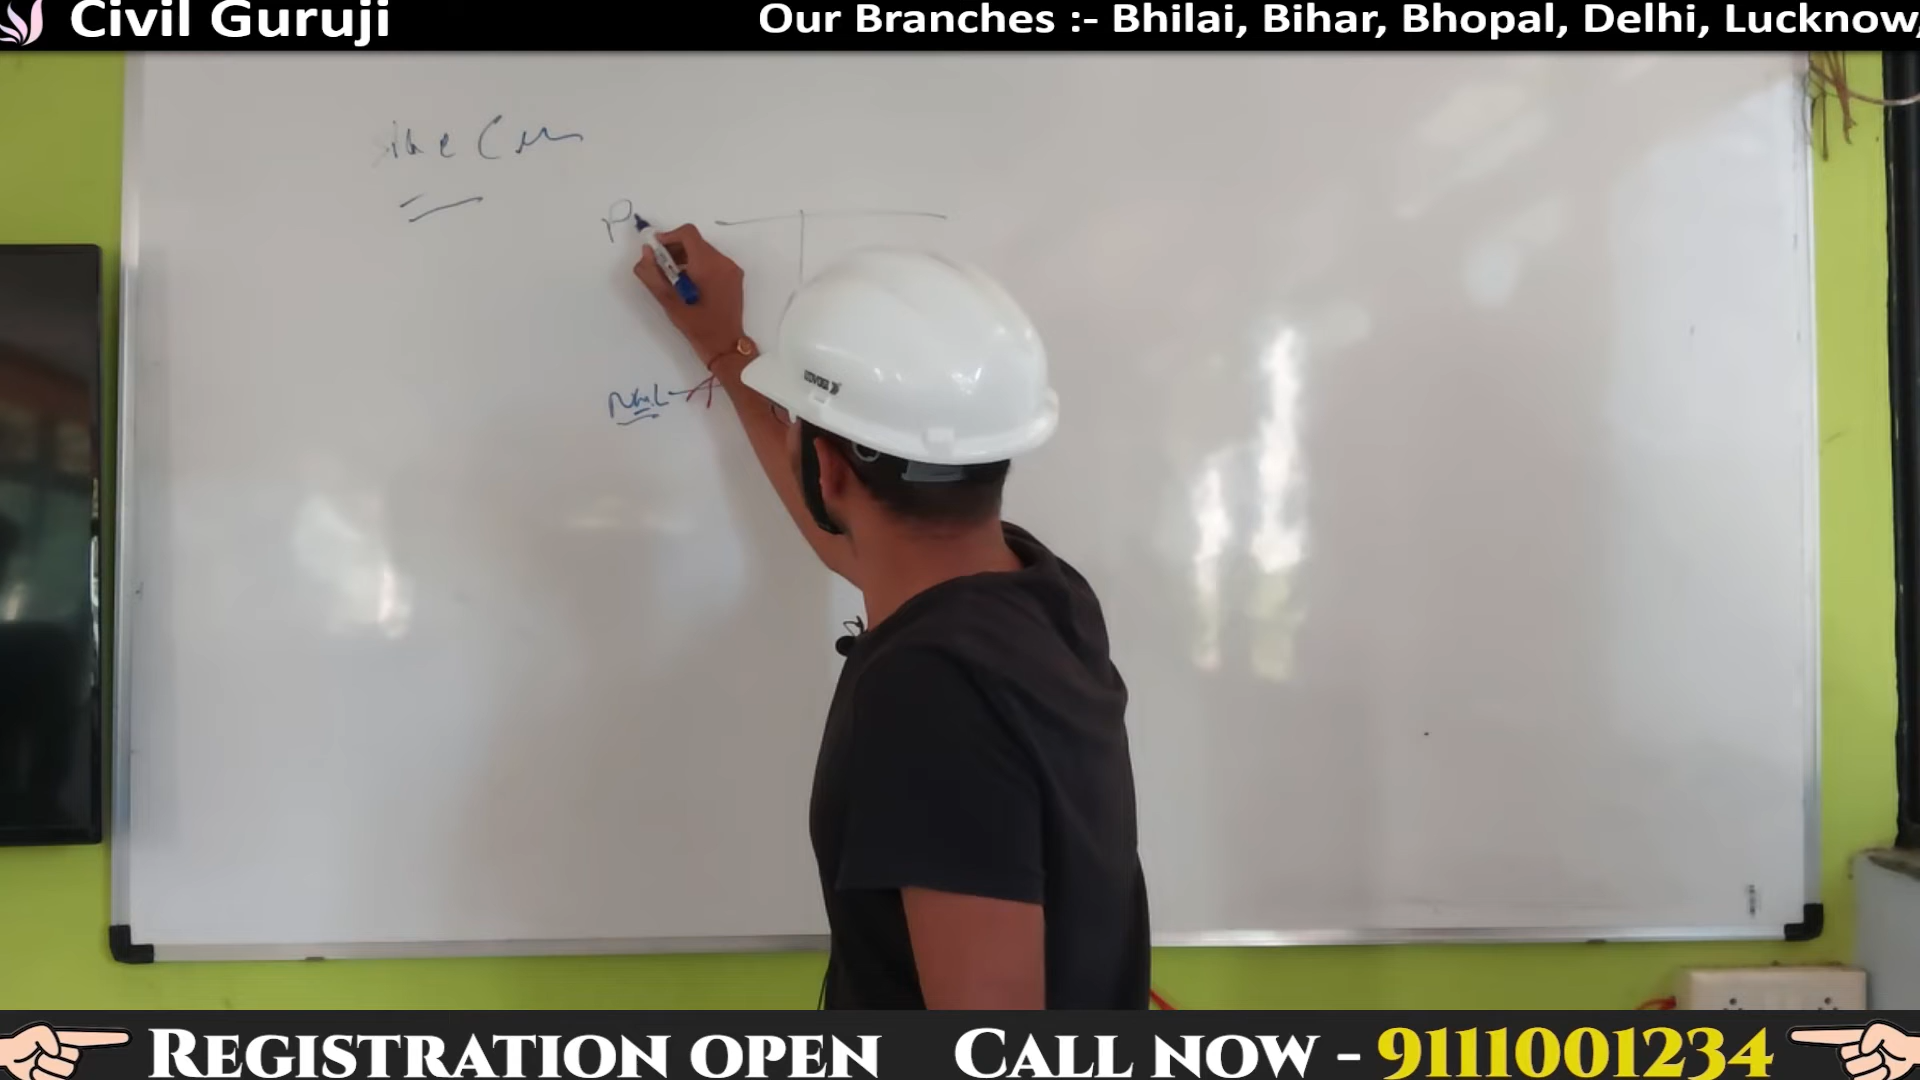 Civil Guruji
Our Branches :- Bhilai, Bihar, Bhopal, Delhi, Lucknow,
P
REGISTRATION OPEN CALL NOW - 9111001234